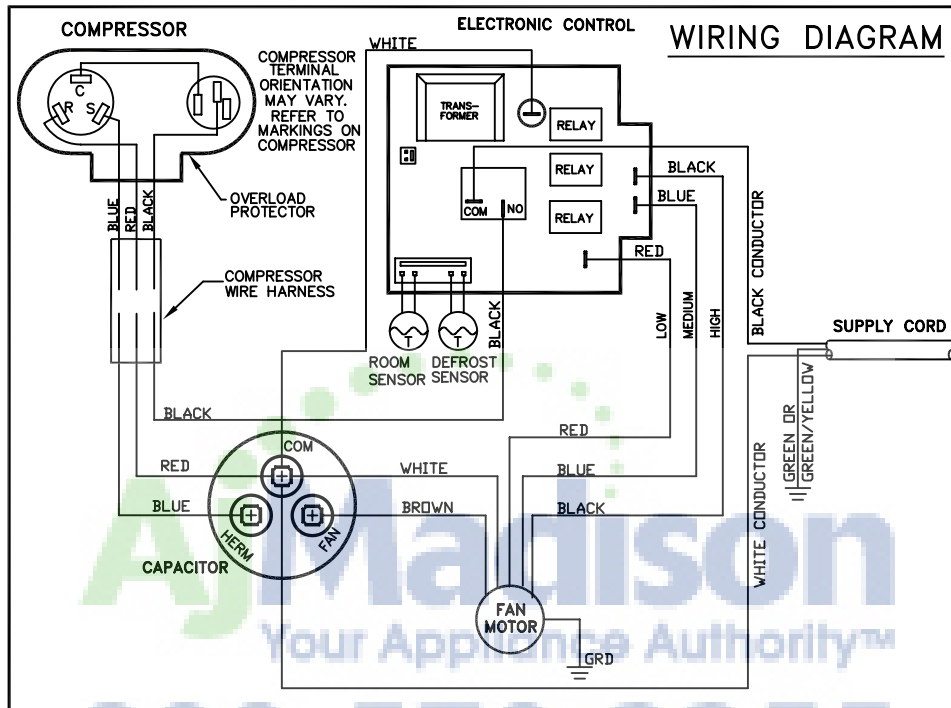 WIRING DIAGRAM
COMPRESSOR
ELECTRONIC CONTROL
WHITE
COMPRESSOR
TERMINAL
ORIENTATION
MAY VARY.
REFER TO
MARKINGS ON
COMPRESSOR
C
R
S
TRANS-
FORMER
RELAY
RELAY
RELAY
COM
NO
BLACK
BLUE
RED
OVERLOAD
PROTECTOR
BLUE
RED
BLACK
COMPRESSOR
WIRE HARNESS
T
T
ROOM
SENSOR
DEFROST
SENSOR
BLACK
LOW
MEDIUM
HIGH
BLACK CONDUCTOR
SUPPLY CORD
GREEN OR
GREEN/YELLOW
WHITE CONDUCTOR
BLACK
RED
BLUE
COM
HERM
FAN
CAPACITOR
WHITE
BROWN
RED
BLUE
BLACK
FAN
MOTOR
GRD
AjMadison
Your Appliance Authority™